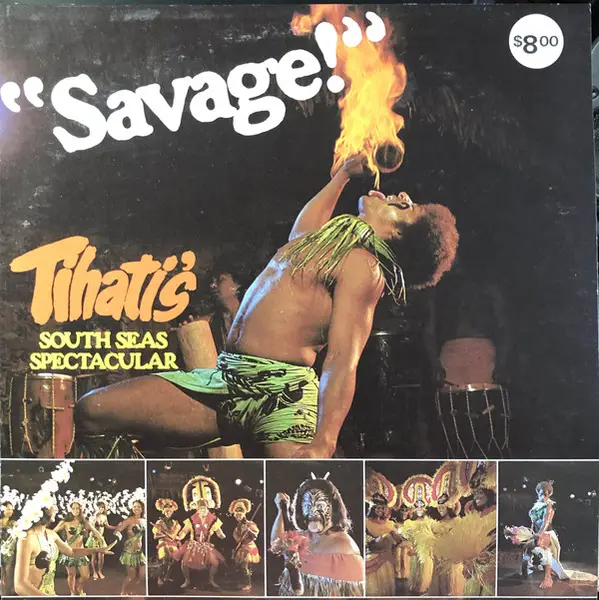 “Savage!”
$8.00
Tihati's
SOUTH SEAS
SPECTACULAR